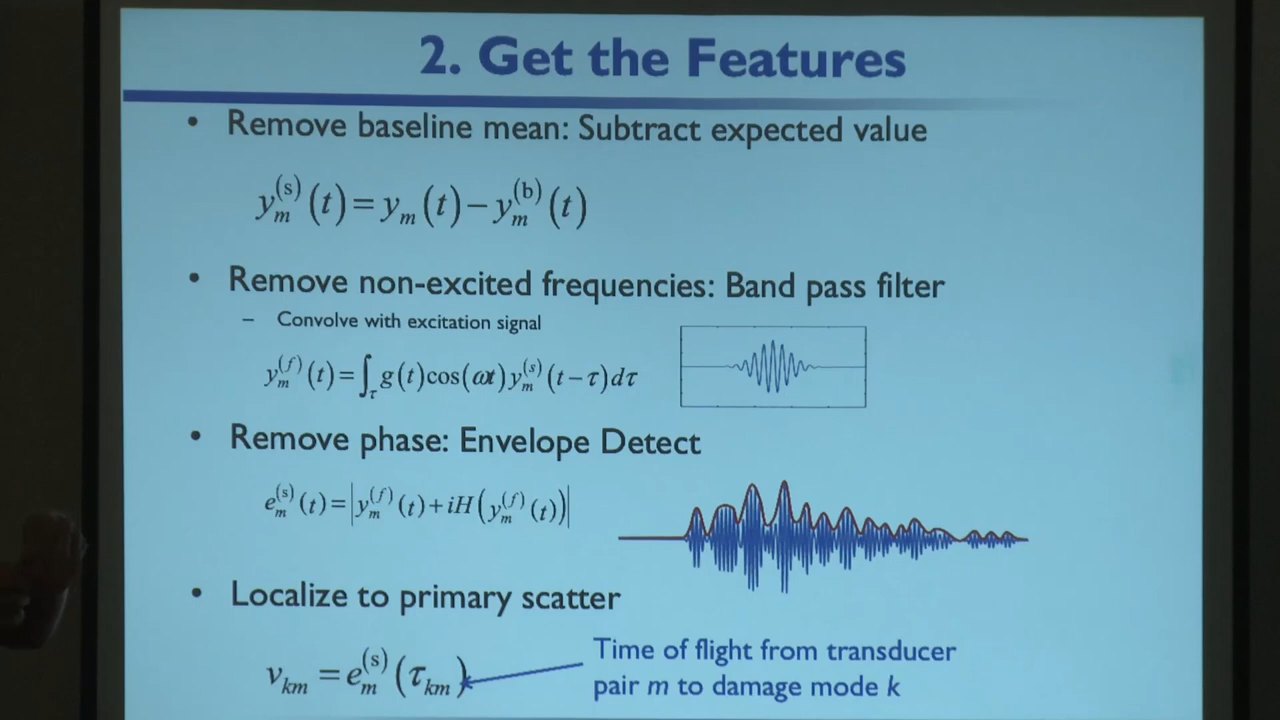 2. Get the Features
• Remove baseline mean: Subtract expected value
y_m^(s)(t) = y_m(t) − y_m^(b)(t)
• Remove non-excited frequencies: Band pass filter
– Convolve with excitation signal
y_m^(f)(t) = ∫_τ g(t)cos(ωt) y_m^(s)(t−τ)dτ
• Remove phase: Envelope Detect
e_m^(s)(t) = |y_m^(f)(t) + iH(y_m^(f)(t))|
• Localize to primary scatter
v_km = e_m^(s)(τ_km)
Time of flight from transducer
pair m to damage mode k